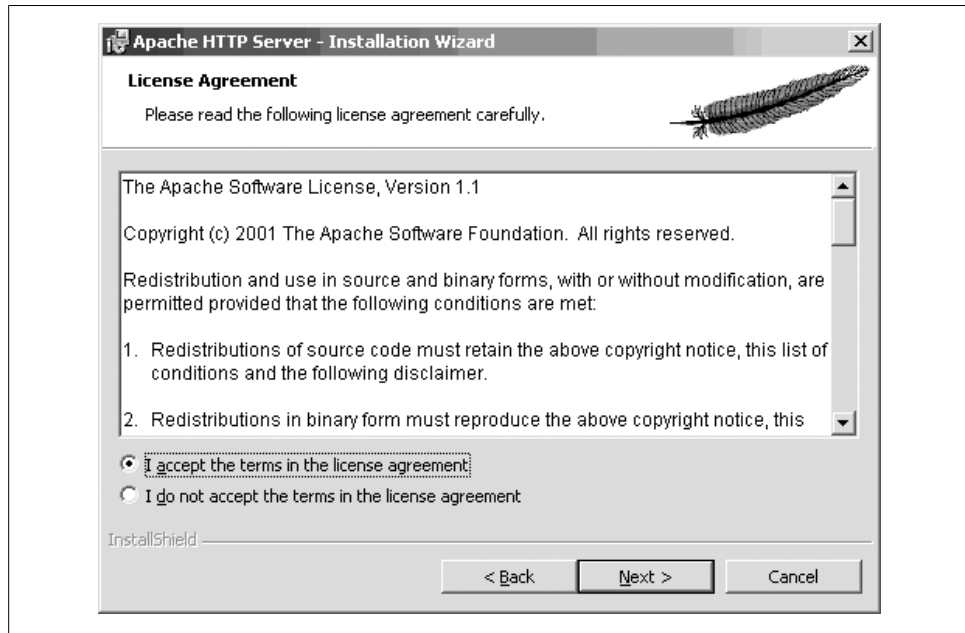 Apache HTTP Server - Installation Wizard
License Agreement
Please read the following license agreement carefully.
The Apache Software License, Version 1.1
Copyright (c) 2001 The Apache Software Foundation.  All rights reserved.
Redistribution and use in source and binary forms, with or without modification, are
permitted provided that the following conditions are met:
1.  Redistributions of source code must retain the above copyright notice, this list of
conditions and the following disclaimer.
2.  Redistributions in binary form must reproduce the above copyright notice, this
I accept the terms in the license agreement
I do not accept the terms in the license agreement
InstallShield
< Back
Next >
Cancel